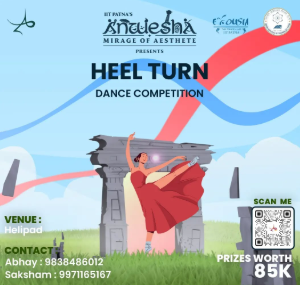 IIT PATNA'S
Anwesha
MIRAGE OF AESTHETE
PRESENTS
HEEL TURN
DANCE COMPETITION
SCAN ME
VENUE :
Helipad
CONTACT :
Abhay : 9838486012
Saksham : 9971165167
PRIZES WORTH
85K